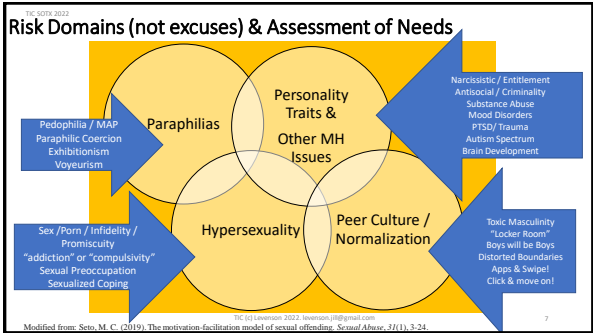 TIC SOTX 2022
Risk Domains (not excuses) & Assessment of Needs
Paraphilias
Personality
Traits &
Other MH
Issues
Hypersexuality
Peer Culture /
Normalization
Pedophilia / MAP
Paraphilic Coercion
Exhibitionism
Voyeurism
Narcissistic / Entitlement
Antisocial / Criminality
Substance Abuse
Mood Disorders
PTSD/ Trauma
Autism Spectrum
Brain Development
Sex /Porn / Infidelity /
Promiscuity
“addiction” or “compulsivity”
Sexual Preoccupation
Sexualized Coping
Toxic Masculinity
“Locker Room”
Boys will be Boys
Distorted Boundaries
Apps & Swipe!
Click & move on!
TIC (c) Levenson 2022. levenson.jill@gmail.com
7
Modified from: Seto, M. C. (2019). The motivation-facilitation model of sexual offending. Sexual Abuse, 31(1), 3-24.